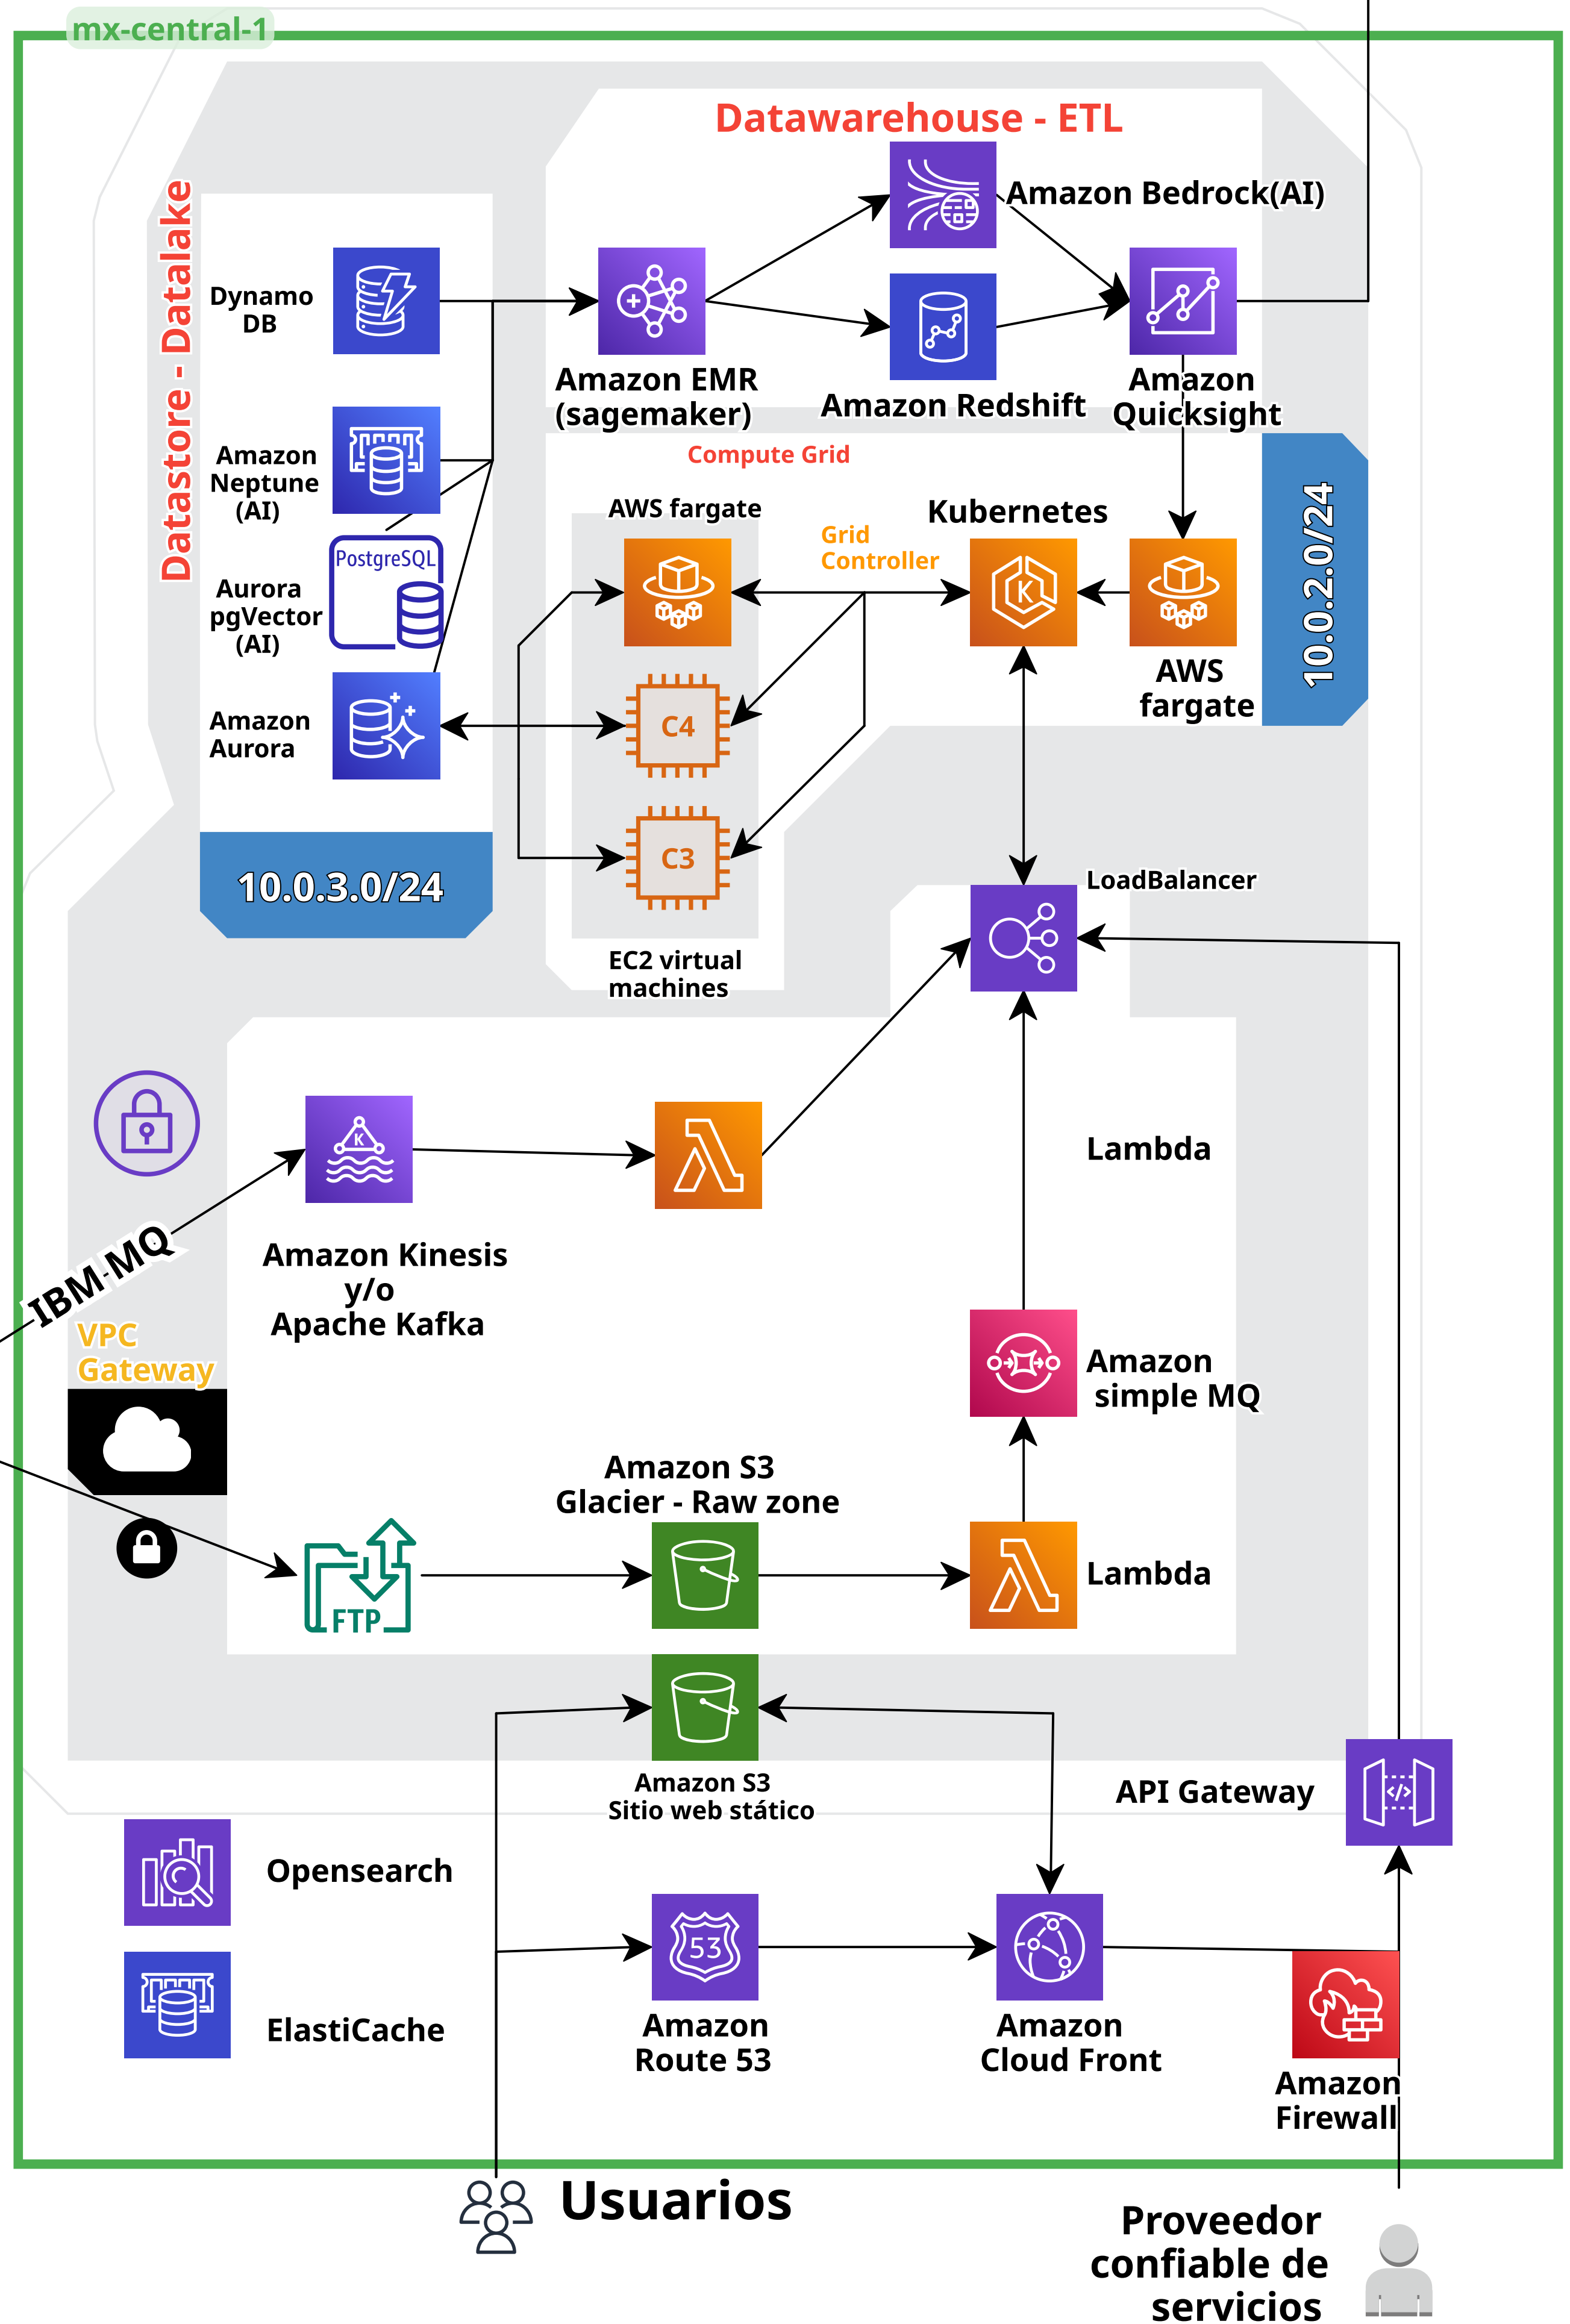 mx-central-1
Datawarehouse - ETL
Amazon Bedrock(AI)
Datastore - Datalake
Dynamo
DB
Amazon EMR
(sagemaker)
Amazon Redshift
Amazon
Quicksight
Compute Grid
Amazon
Neptune
(AI)
AWS fargate
Grid
Controller
Kubernetes
K
10.0.2.0/24
PostgreSQL
Aurora
pgVector
(AI)
AWS
fargate
Amazon
Aurora
C4
C3
10.0.3.0/24
LoadBalancer
EC2 virtual
machines
K
Lambda
IBM-MQ
Amazon Kinesis
y/o
Apache Kafka
VPC
Gateway
Amazon
simple MQ
Amazon S3
Glacier - Raw zone
FTP
Lambda
Amazon S3
Sitio web stático
API Gateway
Opensearch
53
ElastiCache
Amazon
Route 53
Amazon
Cloud Front
Amazon
Firewall
Usuarios
Proveedor
confiable de
servicios